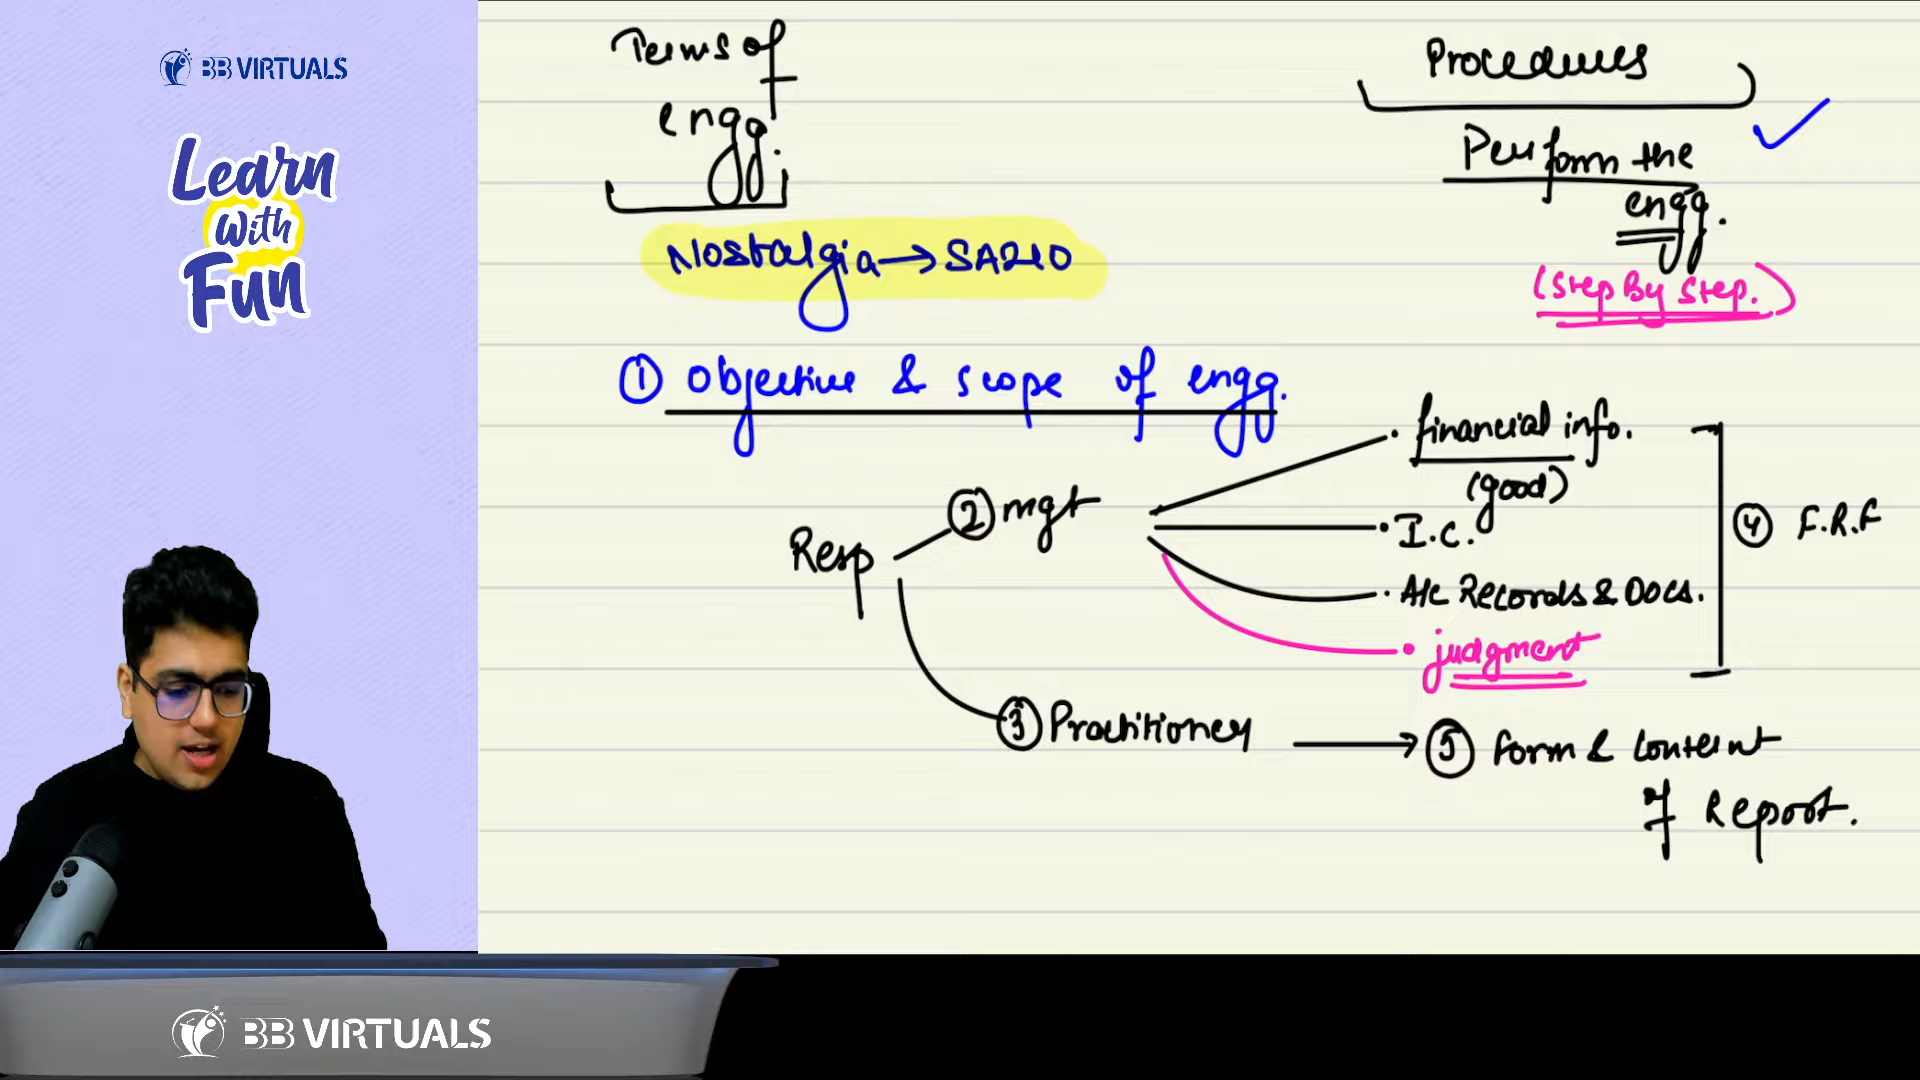 BB VIRTUALS
Learn
With
Fun
Terms of
engg.
Nostalgia → SA210
Procedures
Perform the
engg.
(Step By Step.)
① Objective & scope of engg.
Resp
② mgt
• financial info.
(good)
• I.C.
• A/c Records & Docs.
• judgment
④ F.R.F
③ Practitioner → ⑤ Form & Content
of Report.
BB VIRTUALS